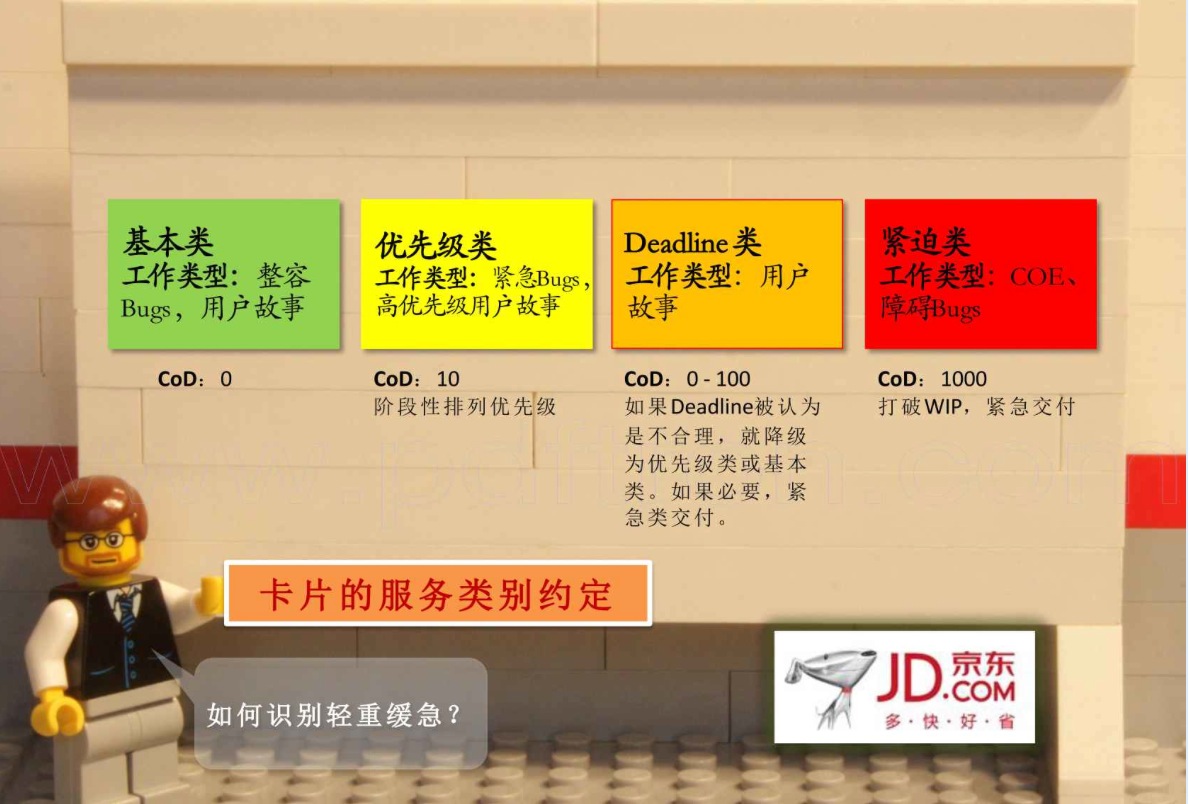 基本类
工作类型：整容
Bugs，用户故事
优先级类
工作类型：紧急Bugs，
高优先级用户故事
Deadline类
工作类型：用户
故事
紧迫类
工作类型：COE、
障碍Bugs
CoD：0
CoD：10
阶段性排列优先级
CoD：0 - 100
如果Deadline被认为
是不合理，就降级
为优先级类或基本
类。如果必要，紧
急类交付。
CoD：1000
打破WIP，紧急交付
卡片的服务类别约定
如何识别轻重缓急？
JD京东
.COM
多·快·好·省